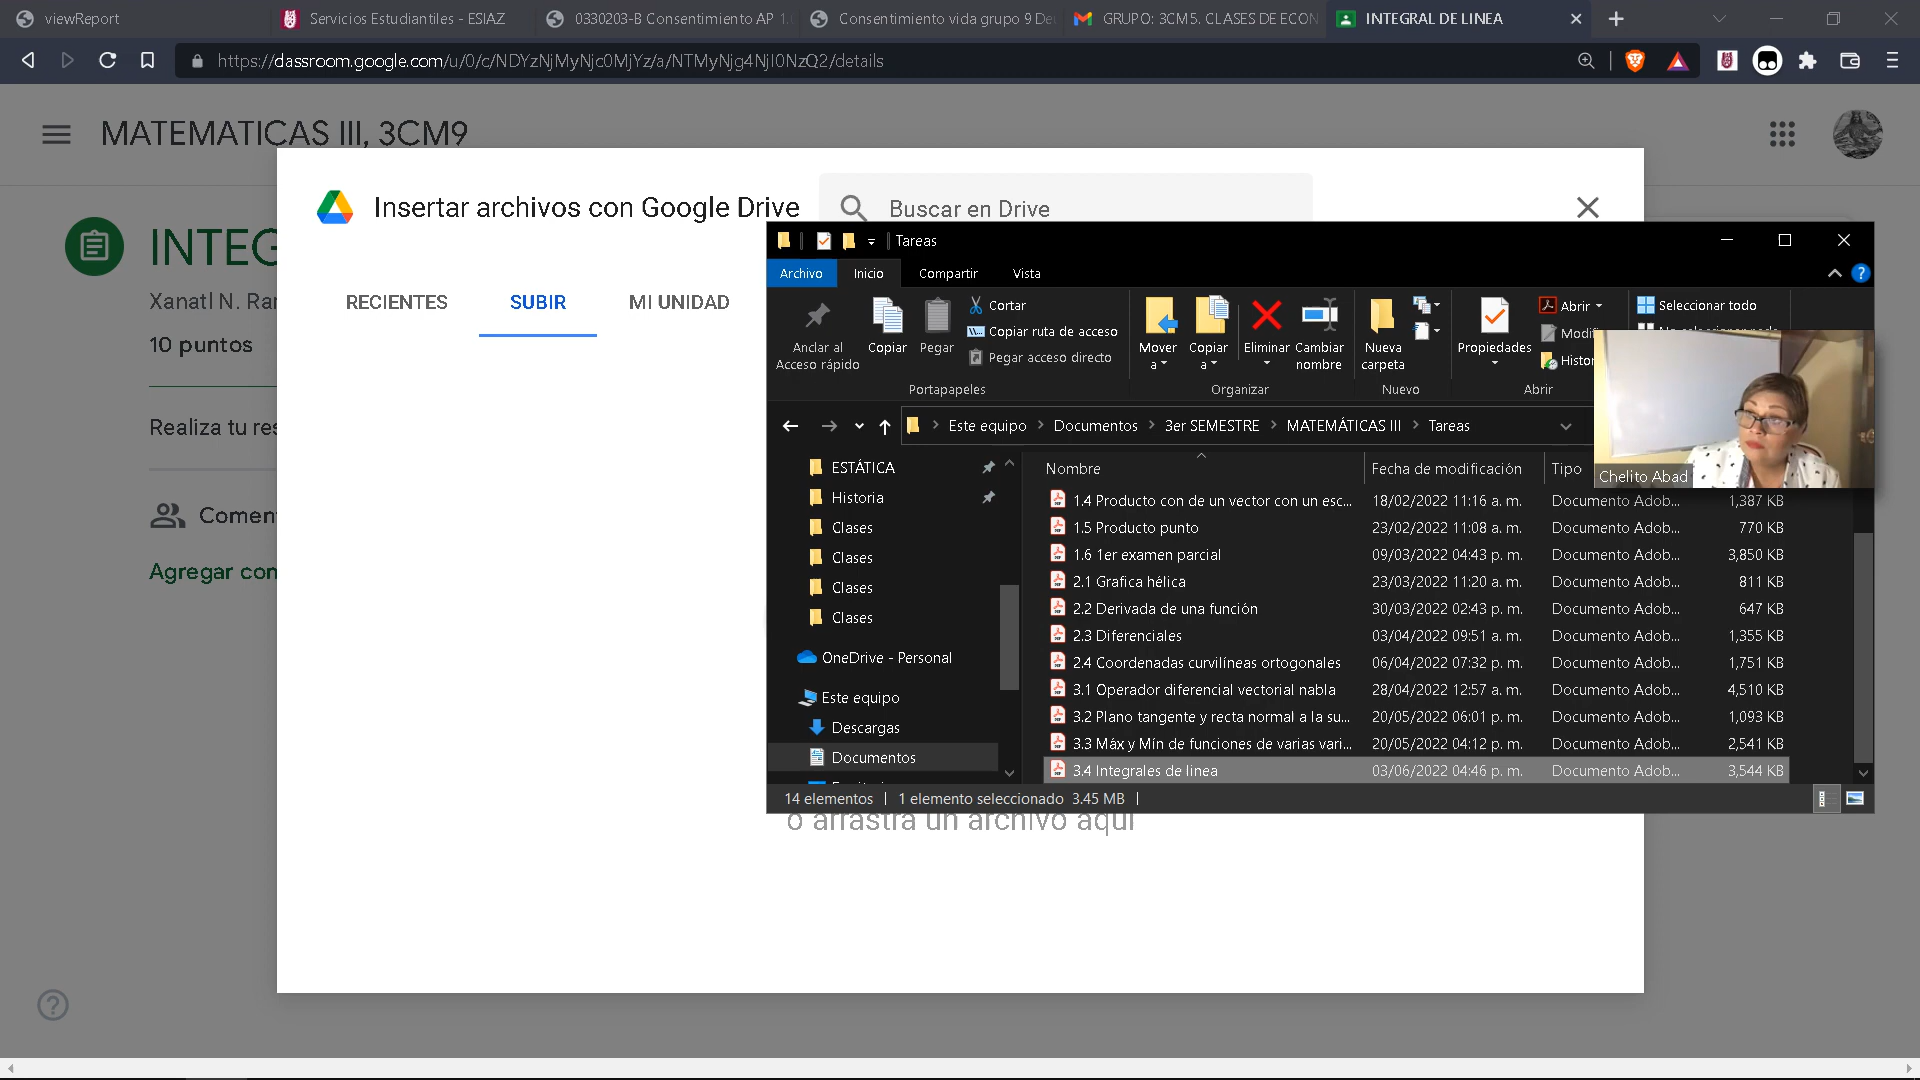 viewReport
Servicios Estudiantiles - ESIAZ
0330203-B Consentimiento AP 1.
Consentimiento vida grupo 9 De
GRUPO: 3CM5. CLASES DE ECON
INTEGRAL DE LINEA
https://classroom.google.com/u/0/c/NDYzNjMyNjc0MjYz/a/NTMyNjg4NjI0NzQ2/details
MATEMATICAS III, 3CM9
Insertar archivos con Google Drive
Buscar en Drive
INTEG
Xanatl N. Rar
10 puntos
Realiza tu res
Comen
Agregar con
RECIENTES
SUBIR
MI UNIDAD
Tareas
Archivo
Inicio
Compartir
Vista
Anclar al
Acceso rápido
Copiar
Pegar
Cortar
Copiar ruta de acceso
Pegar acceso directo
Portapapeles
Mover
a
Copiar
a
Eliminar
Cambiar
nombre
Organizar
Nueva
carpeta
Nuevo
Propiedades
Abrir
Modifi
Histor
Abrir
Seleccionar todo
Este equipo
Documentos
3er SEMESTRE
MATEMÁTICAS III
Tareas
Chelito Abad
ESTÁTICA
Historia
Clases
Clases
Clases
Clases
OneDrive - Personal
Este equipo
Descargas
Documentos
Nombre
Fecha de modificación
Tipo
1.4 Producto con de un vector con un esc... 18/02/2022 11:16 a. m. Documento Adob... 1,387 KB
1.5 Producto punto 23/02/2022 11:08 a. m. Documento Adob... 770 KB
1.6 1er examen parcial 09/03/2022 04:43 p. m. Documento Adob... 3,850 KB
2.1 Grafica hélica 23/03/2022 11:20 a. m. Documento Adob... 811 KB
2.2 Derivada de una función 30/03/2022 02:43 p. m. Documento Adob... 647 KB
2.3 Diferenciales 03/04/2022 09:51 a. m. Documento Adob... 1,355 KB
2.4 Coordenadas curvilíneas ortogonales 06/04/2022 07:32 p. m. Documento Adob... 1,751 KB
3.1 Operador diferencial vectorial nabla 28/04/2022 12:57 a. m. Documento Adob... 4,510 KB
3.2 Plano tangente y recta normal a la su... 20/05/2022 06:01 p. m. Documento Adob... 1,093 KB
3.3 Máx y Mín de funciones de varias vari... 20/05/2022 04:12 p. m. Documento Adob... 2,541 KB
3.4 Integrales de linea 03/06/2022 04:46 p. m. Documento Adob... 3,544 KB
14 elementos
1 elemento seleccionado 3.45 MB
o arrastra un archivo aquí